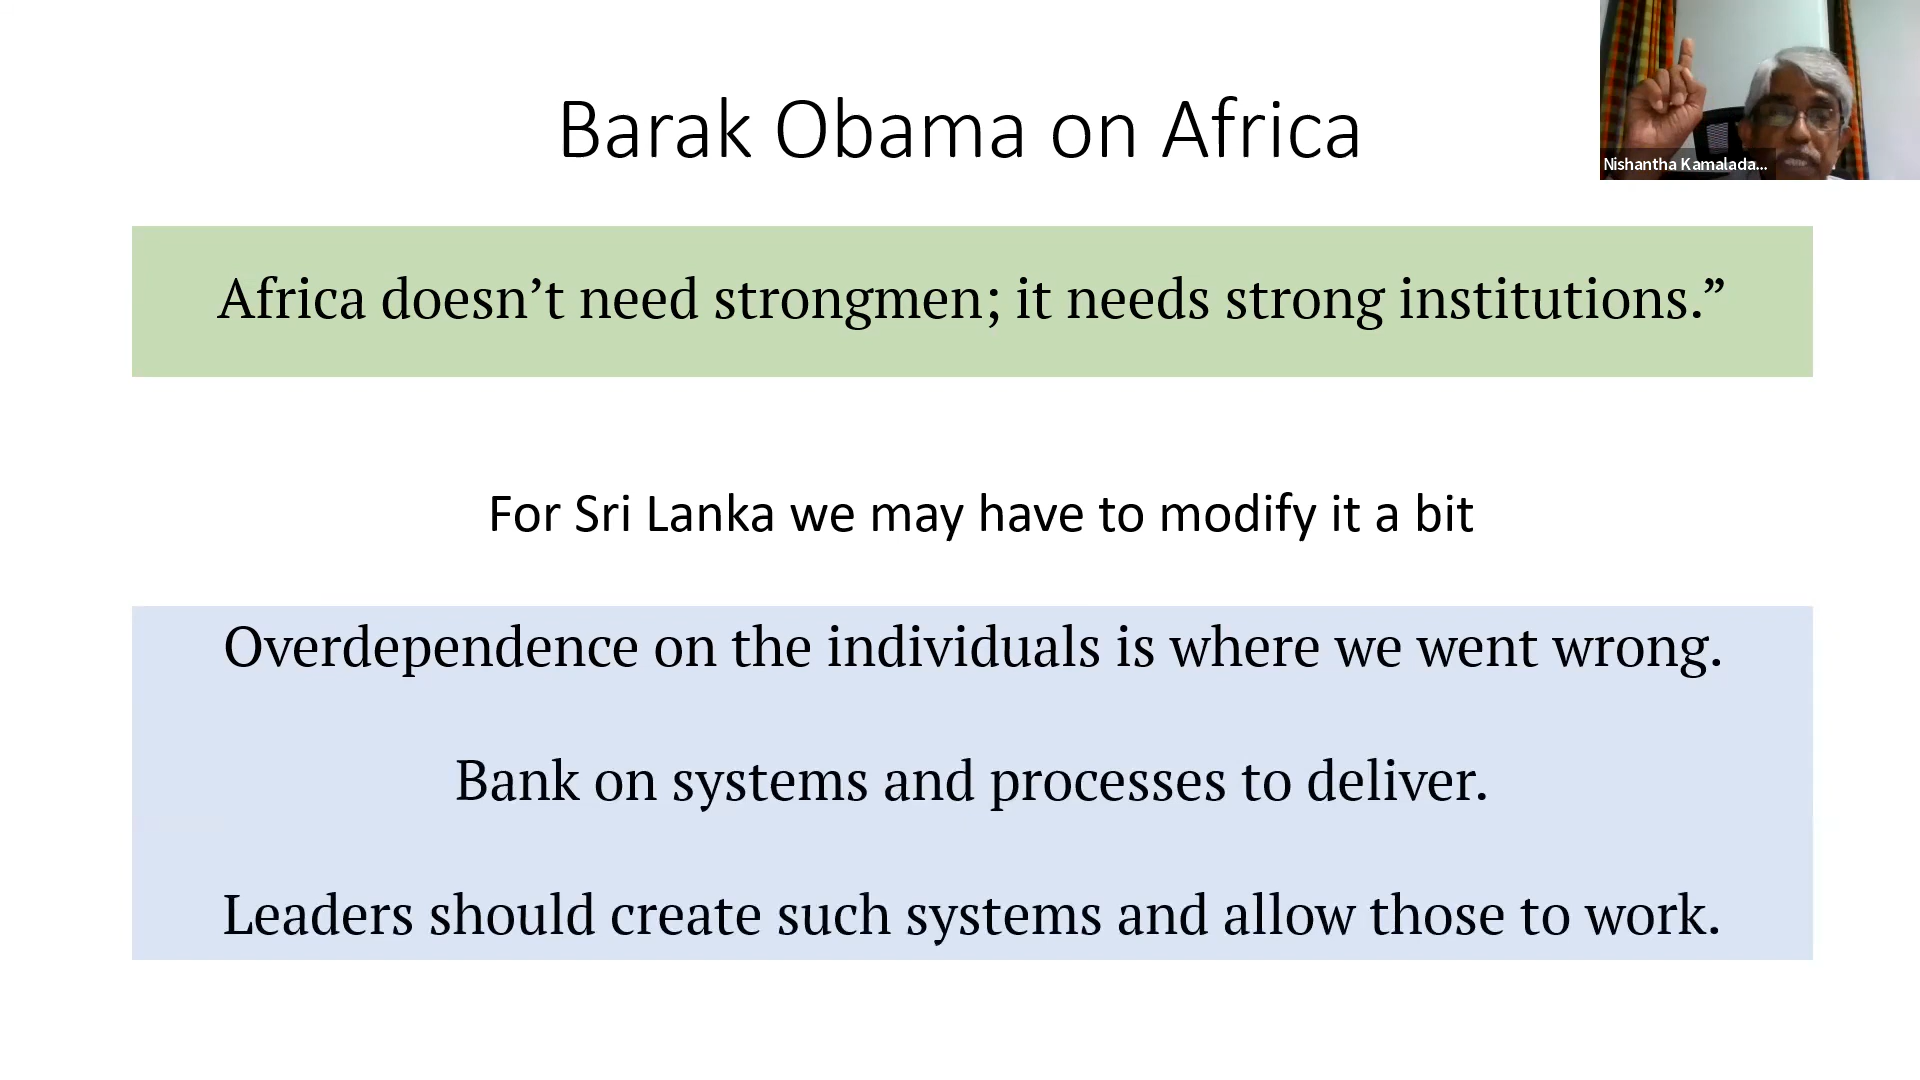 Barak Obama on Africa
Nishantha Kamalada...
Africa doesn’t need strongmen; it needs strong institutions.”
For Sri Lanka we may have to modify it a bit
Overdependence on the individuals is where we went wrong.
Bank on systems and processes to deliver.
Leaders should create such systems and allow those to work.